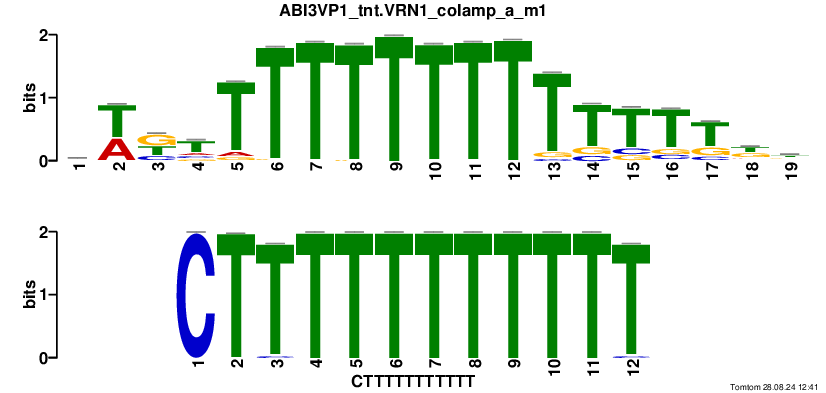 ABI3VP1_tnt.VRN1_colamp_a_m1
bits
2
1
0
1 2 3 4 5 6 7 8 9 10 11 12 13 14 15 16 17 18 19
bits
2
1
0
1 2 3 4 5 6 7 8 9 10 11 12
CTTTTTTTTTTT
Tomtom 28.08.24 12:41